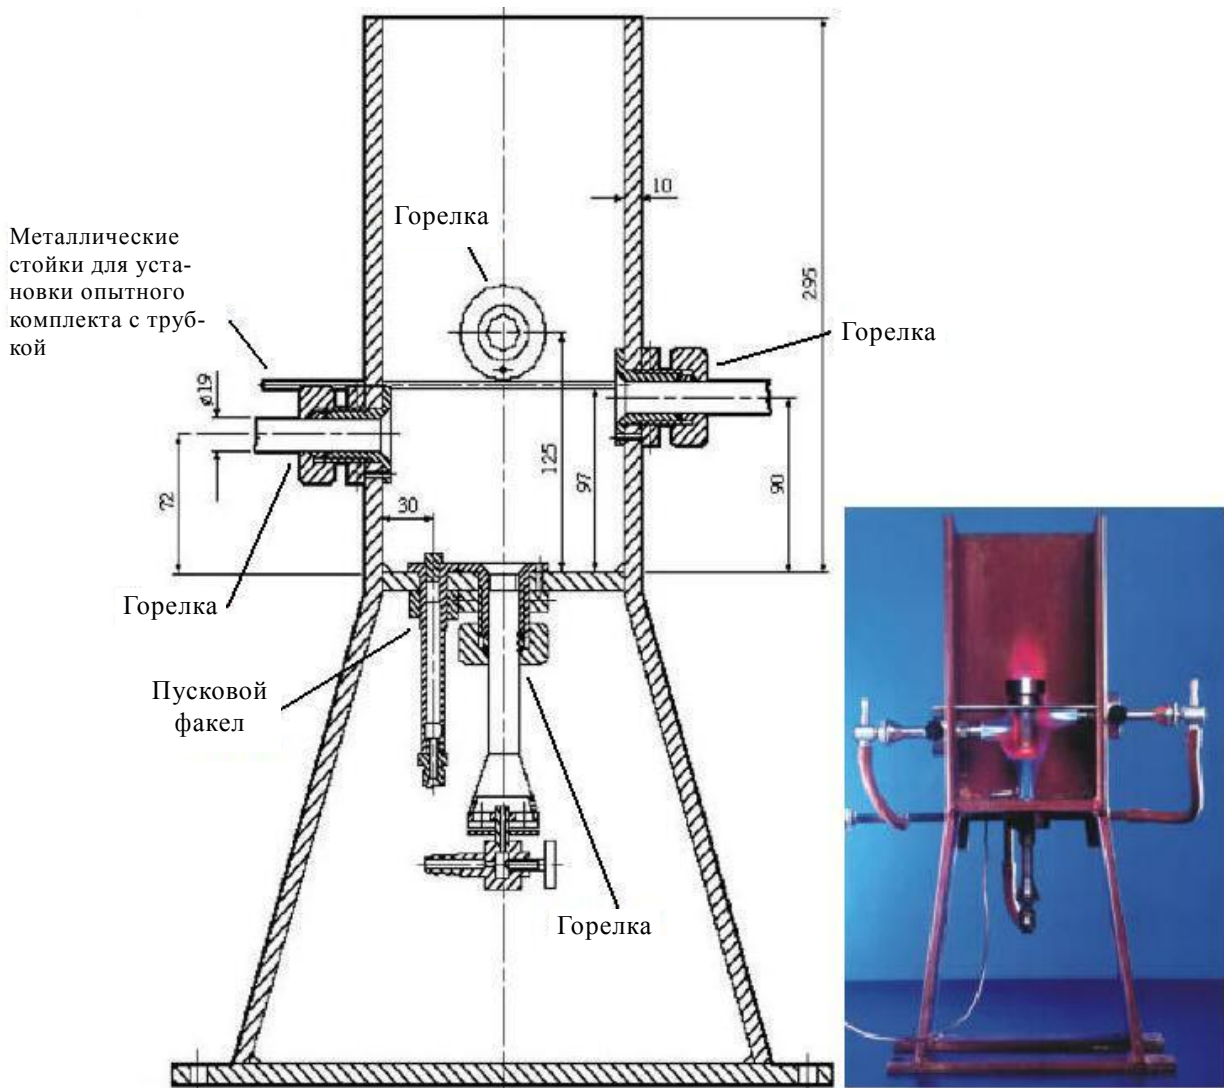 10
Горелка
Металлические
стойки для уста-
новки опытного
комплекта с труб-
кой
295
Горелка
ø19
125
97
90
72
30
Горелка
Пусковой
факел
Горелка